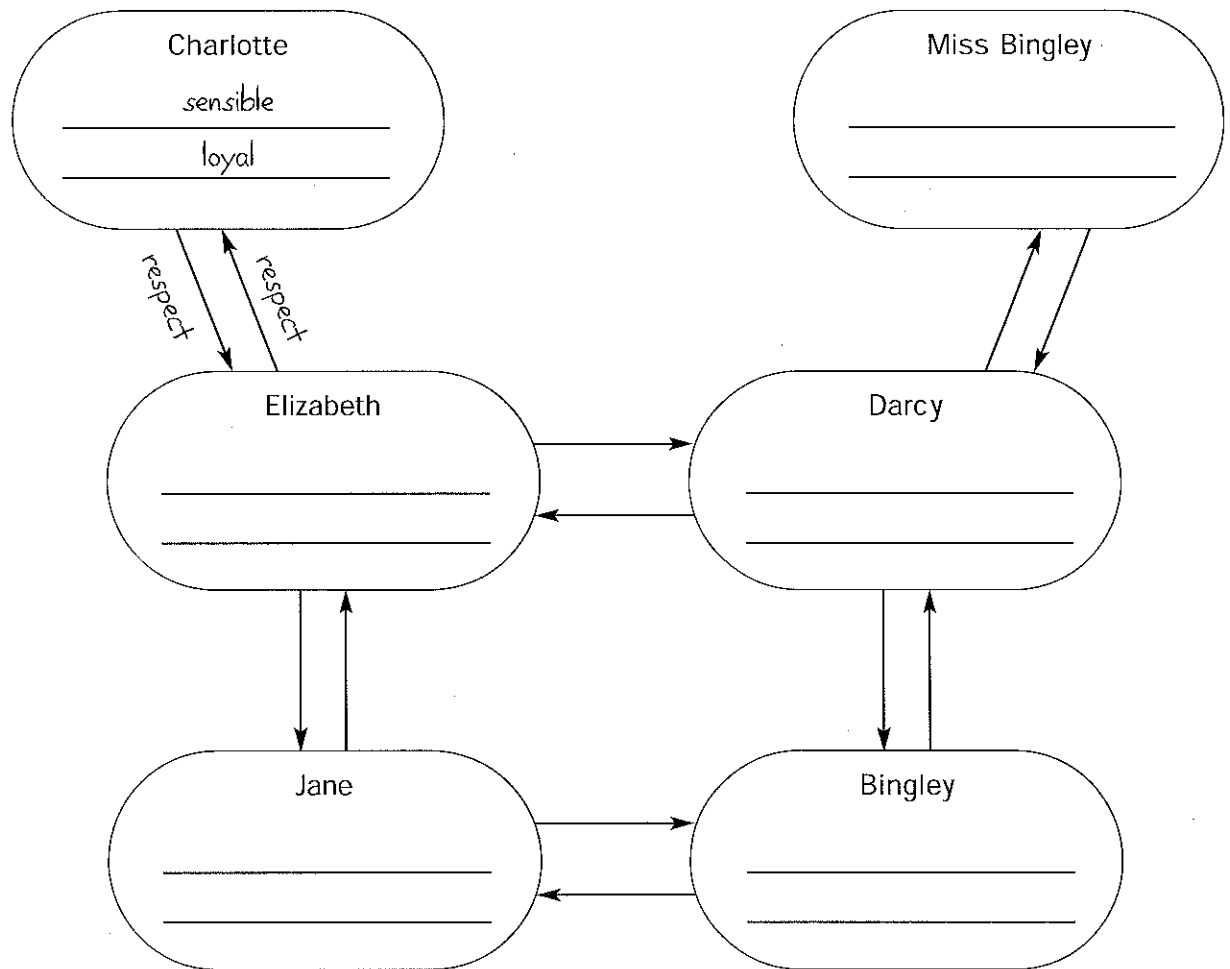 Charlotte
sensible
loyal
Miss Bingley
respect
respect
Elizabeth
Darcy
Jane
Bingley